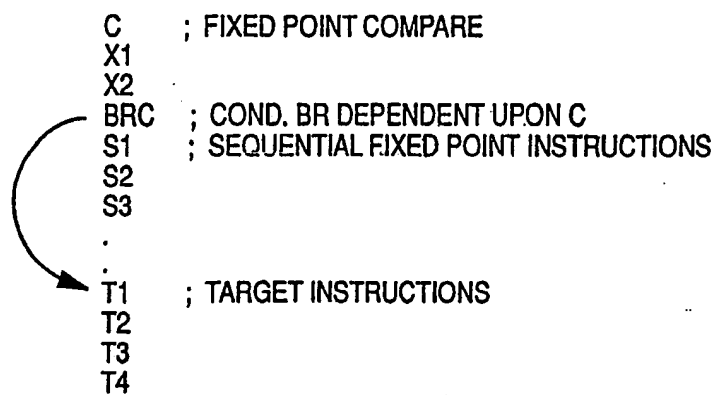 C ; FIXED POINT COMPARE
X1
X2
BRC ; COND. BR DEPENDENT UPON C
S1 ; SEQUENTIAL FIXED POINT INSTRUCTIONS
S2
S3
.
.
T1 ; TARGET INSTRUCTIONS
T2
T3
T4